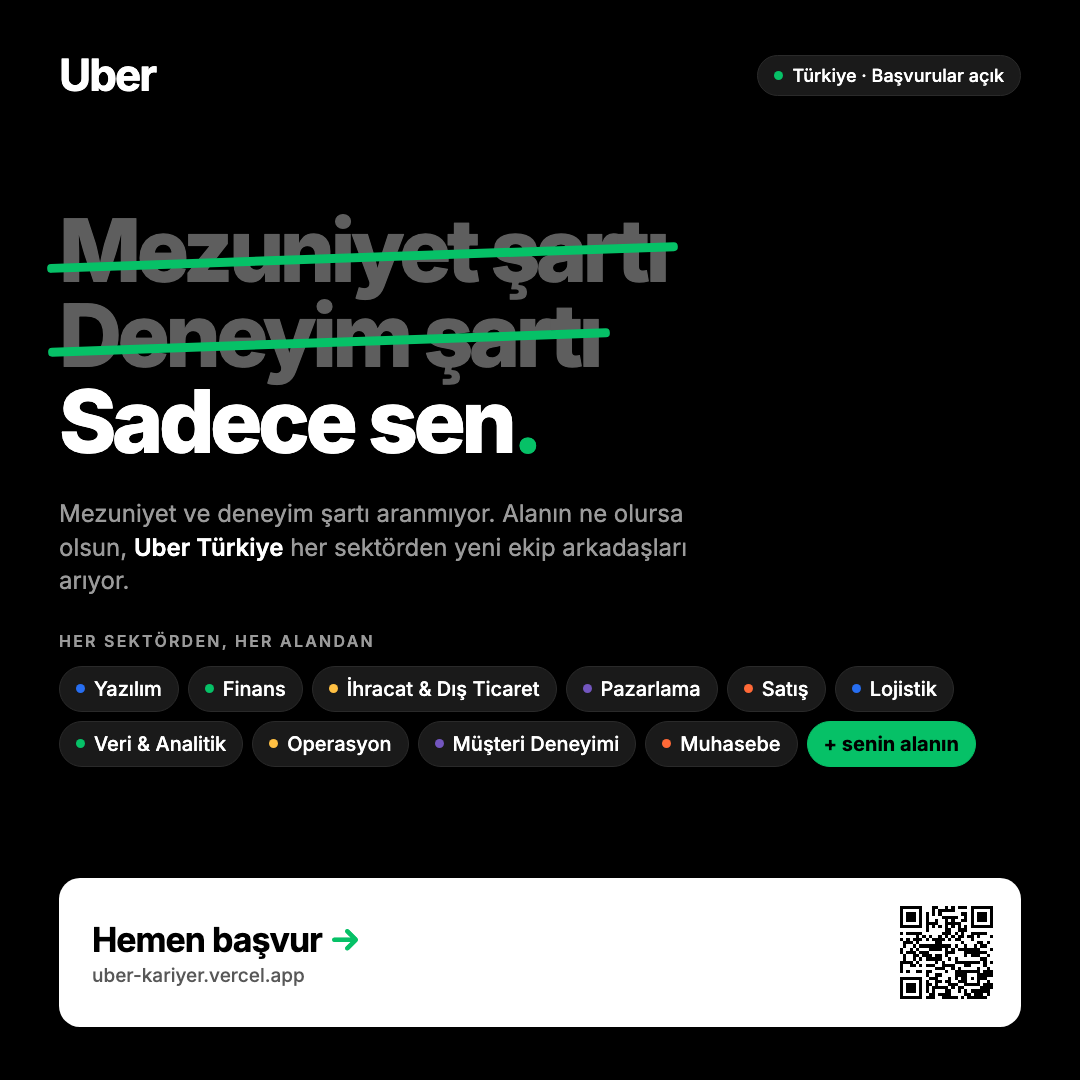 Uber
Türkiye · Başvurular açık
Mezuniyet şartı
Deneyim şartı
Sadece sen.
Mezuniyet ve deneyim şartı aranmıyor. Alanın ne olursa
olsun, Uber Türkiye her sektörden yeni ekip arkadaşları
arıyor.
HER SEKTÖRDEN, HER ALANDAN
Yazılım Finans İhracat & Dış Ticaret Pazarlama Satış Lojistik
Veri & Analitik Operasyon Müşteri Deneyimi Muhasebe + senin alanın
Hemen başvur →
uber-kariyer.vercel.app